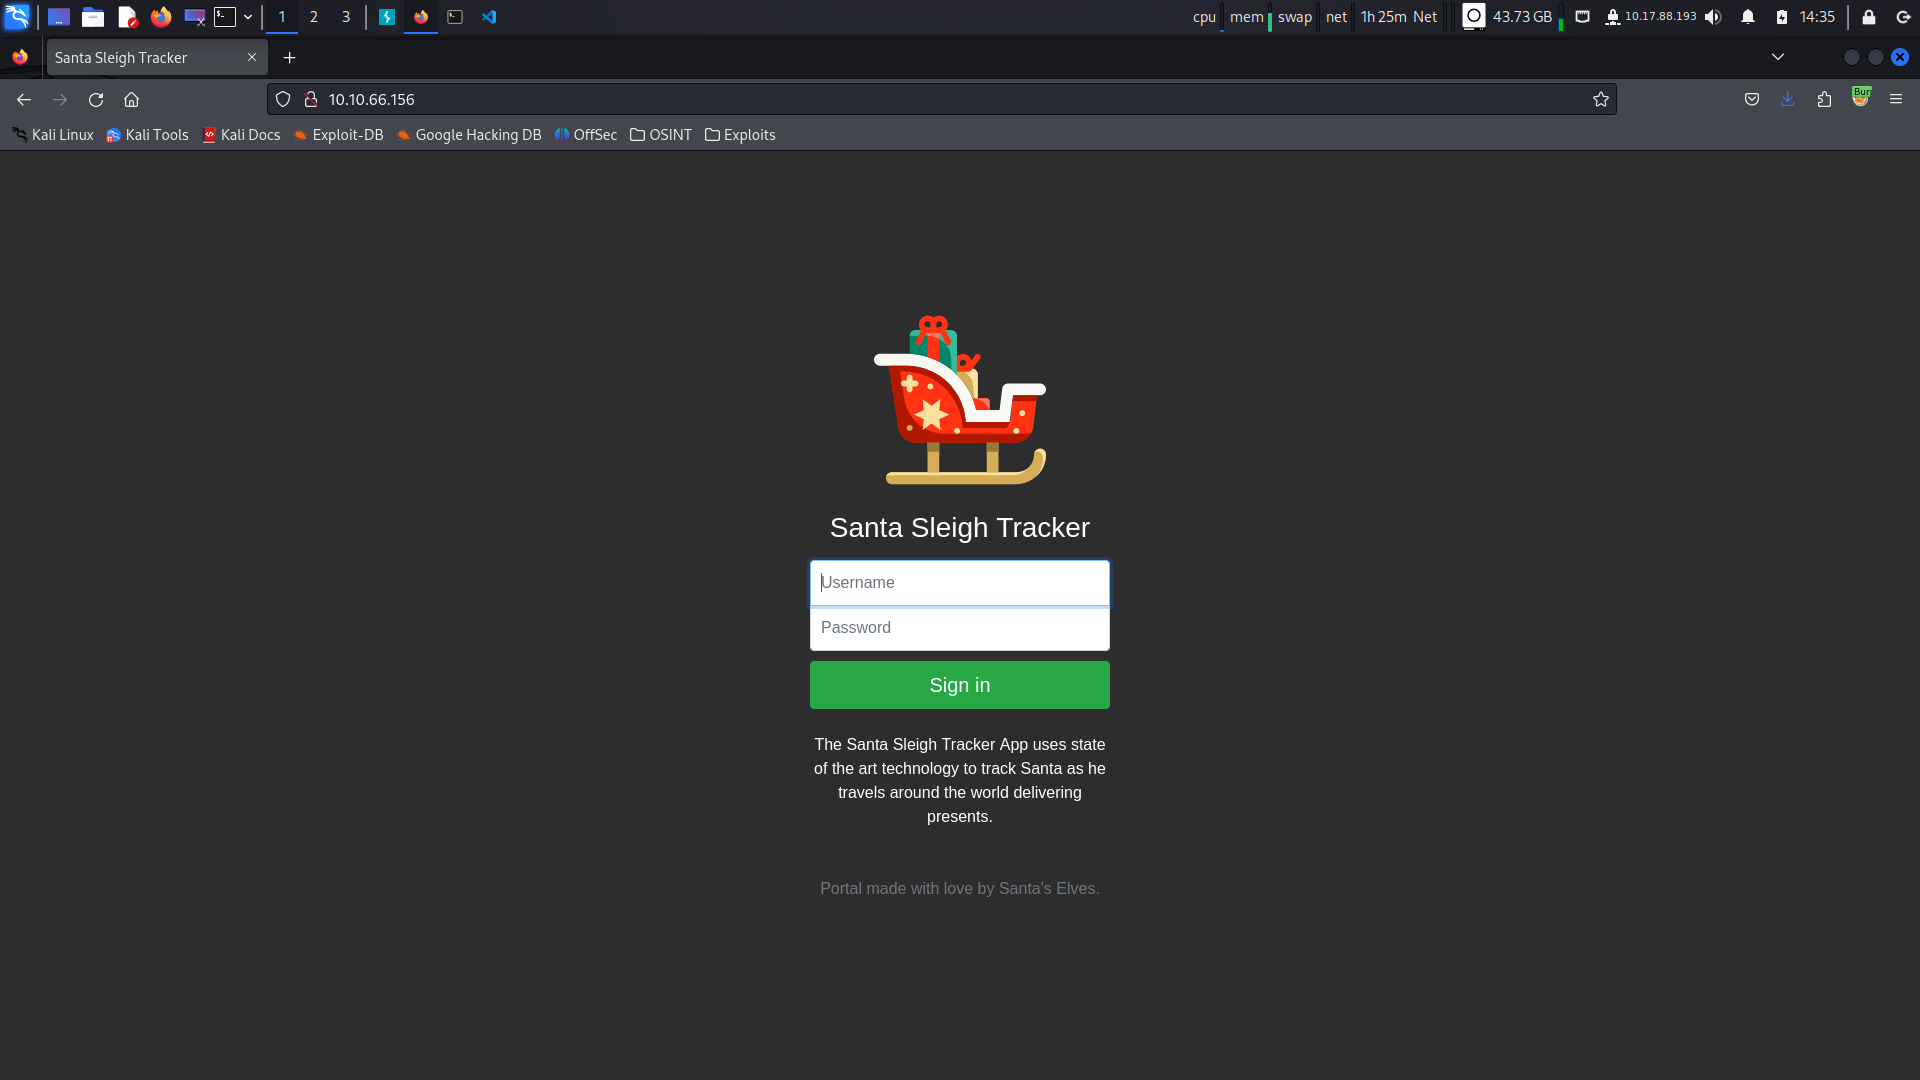 1 2 3 cpu mem swap net 1h 25m Net 43.73 GB 10.17.88.193 14:35
Santa Sleigh Tracker
10.10.66.156
Kali Linux Kali Tools Kali Docs Exploit-DB Google Hacking DB OffSec OSINT Exploits
Santa Sleigh Tracker
Username
Password
Sign in
The Santa Sleigh Tracker App uses state
of the art technology to track Santa as he
travels around the world delivering
presents.
Portal made with love by Santa's Elves.